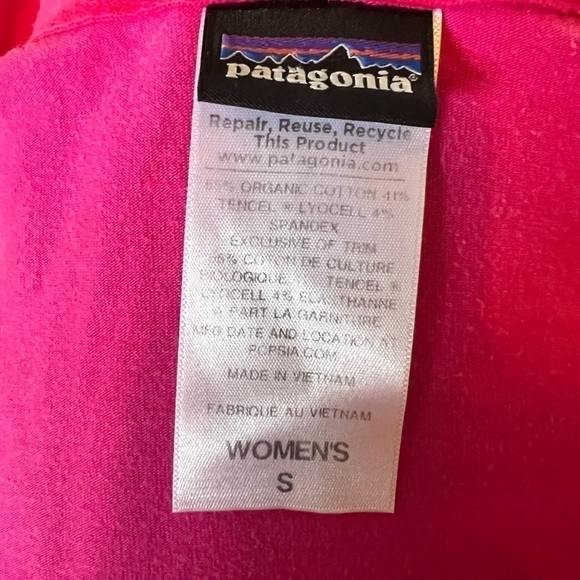 patagonia®
Repair, Reuse, Recycle
This Product
www.patagonia.com
55% ORGANIC COTTON 41%
TENCEL ® LYOCELL 4%
SPANDEX
EXCLUSIVE OF TRIM
55% COTON DE CULTURE
BIOLOGIQUE TENCEL ®
LYOCELL 4% ELASTHANNE
À PART LA GARNITURE
MFG DATE AND LOCATION AT
PCPSIA.COM
MADE IN VIETNAM
FABRIQUE AU VIETNAM
WOMEN'S
S